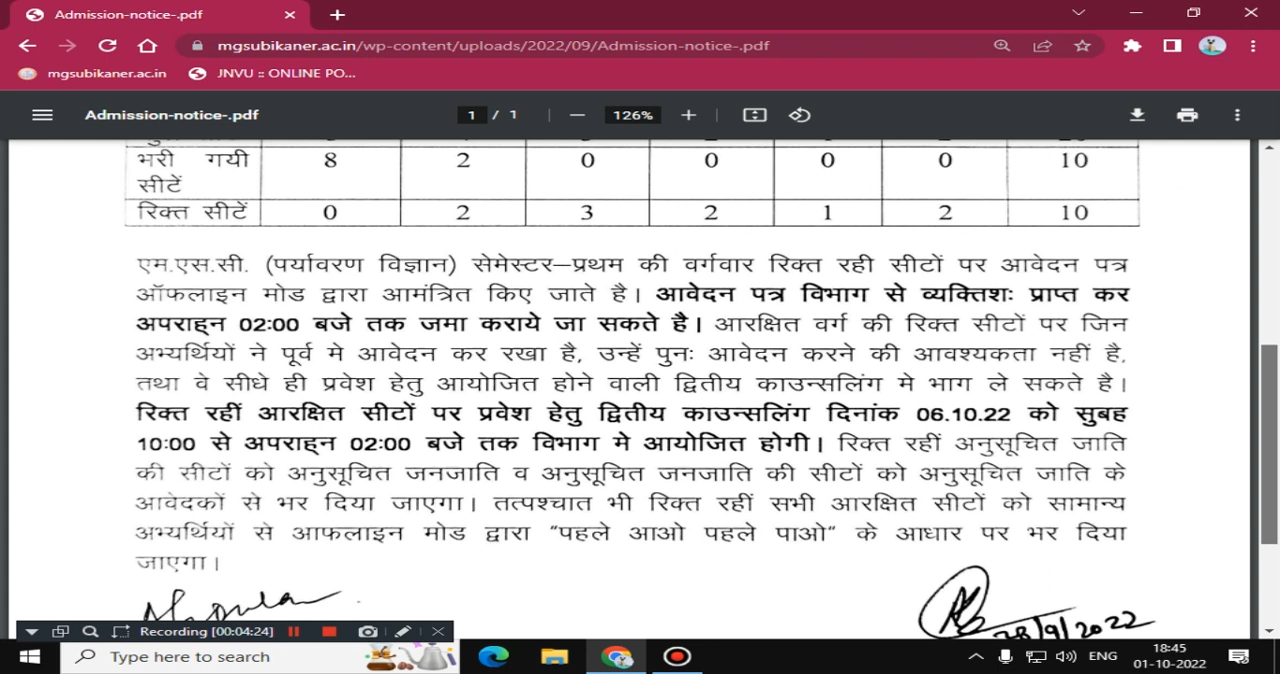 Admission-notice-.pdf
mgsubikaner.ac.in/wp-content/uploads/2022/09/Admission-notice-.pdf
mgsubikaner.ac.in JNVU :: ONLINE PO...
Admission-notice-.pdf 1 / 1 126%
भरी गयी सीटें 8 2 0 0 0 0 10
रिक्त सीटें 0 2 3 2 1 2 10
एम.एस.सी. (पर्यावरण विज्ञान) सेमेस्टर–प्रथम की वर्गवार रिक्त रही सीटों पर आवेदन पत्र
ऑफलाइन मोड द्वारा आमंत्रित किए जाते है। आवेदन पत्र विभाग से व्यक्तिशः प्राप्त कर
अपराह्न 02:00 बजे तक जमा कराये जा सकते है। आरक्षित वर्ग की रिक्त सीटों पर जिन
अभ्यर्थियों ने पूर्व मे आवेदन कर रखा है, उन्हें पुनः आवेदन करने की आवश्यकता नहीं है,
तथा वे सीधे ही प्रवेश हेतु आयोजित होने वाली द्वितीय काउन्सलिंग मे भाग ले सकते है।
रिक्त रहीं आरक्षित सीटों पर प्रवेश हेतु द्वितीय काउन्सलिंग दिनांक 06.10.22 को सुबह
10:00 से अपराह्न 02:00 बजे तक विभाग मे आयोजित होगी। रिक्त रहीं अनुसूचित जाति
की सीटों को अनुसूचित जनजाति व अनुसूचित जनजाति की सीटों को अनुसूचित जाति के
आवेदकों से भर दिया जाएगा। तत्पश्चात भी रिक्त रहीं सभी आरक्षित सीटों को सामान्य
अभ्यर्थियों से आफलाइन मोड द्वारा "पहले आओ पहले पाओ" के आधार पर भर दिया
जाएगा।
28/9/2022
Recording [00:04:24]
Type here to search
ENG
18:45
01-10-2022